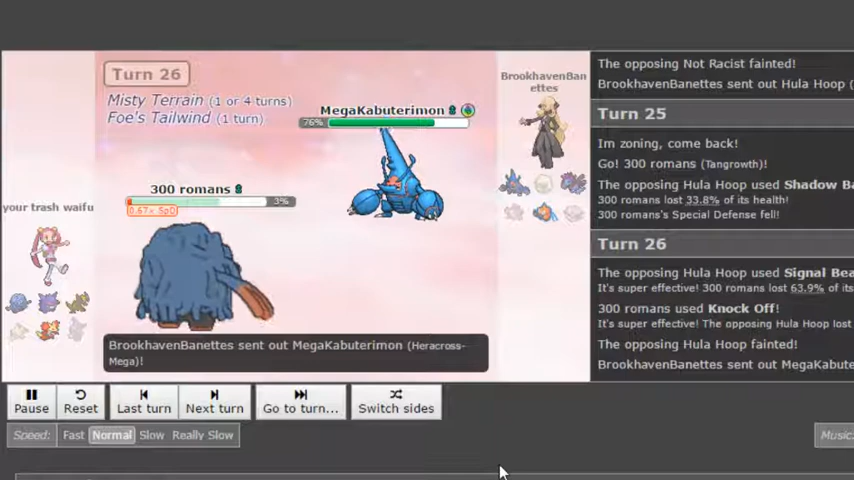 Turn 26
Misty Terrain (1 or 4 turns)
Foe's Tailwind (1 turn)
MegaKabuterimon
76%
BrookhavenBan
ettes
300 romans
3%
0.67× SpD
your trash waifu
BrookhavenBanettes sent out MegaKabuterimon (Heracross-
Mega)!
The opposing Not Racist fainted!
BrookhavenBanettes sent out Hula Hoop (
Turn 25
Im zoning, come back!
Go! 300 romans (Tangrowth)!
The opposing Hula Hoop used Shadow Ba
300 romans lost 33.8% of its health!
300 romans's Special Defense fell!
Turn 26
The opposing Hula Hoop used Signal Bea
It's super effective! 300 romans lost 63.9% of its
300 romans used Knock Off!
It's super effective! The opposing Hula Hoop lost
The opposing Hula Hoop fainted!
BrookhavenBanettes sent out MegaKabute
Pause
Reset
Last turn
Next turn
Go to turn...
Switch sides
Speed:
Fast
Normal
Slow
Really Slow
Music: